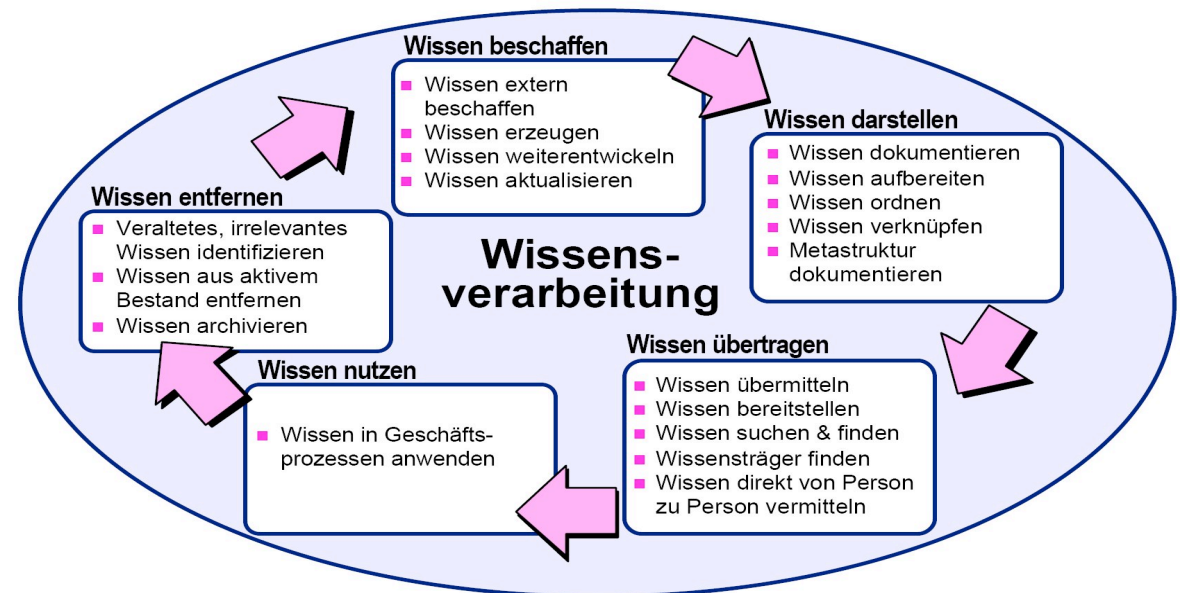 Wissen beschaffen
Wissen extern
beschaffen
Wissen erzeugen
Wissen weiterentwickeln
Wissen aktualisieren
Wissen darstellen
Wissen dokumentieren
Wissen aufbereiten
Wissen ordnen
Wissen verknüpfen
Metastruktur
dokumentieren
Wissen entfernen
Veraltetes, irrelevantes
Wissen identifizieren
Wissen aus aktivem
Bestand entfernen
Wissen archivieren
Wissens-
verarbeitung
Wissen übertragen
Wissen übermitteln
Wissen bereitstellen
Wissen suchen & finden
Wissensträger finden
Wissen direkt von Person
zu Person vermitteln
Wissen nutzen
Wissen in Geschäfts-
prozessen anwenden